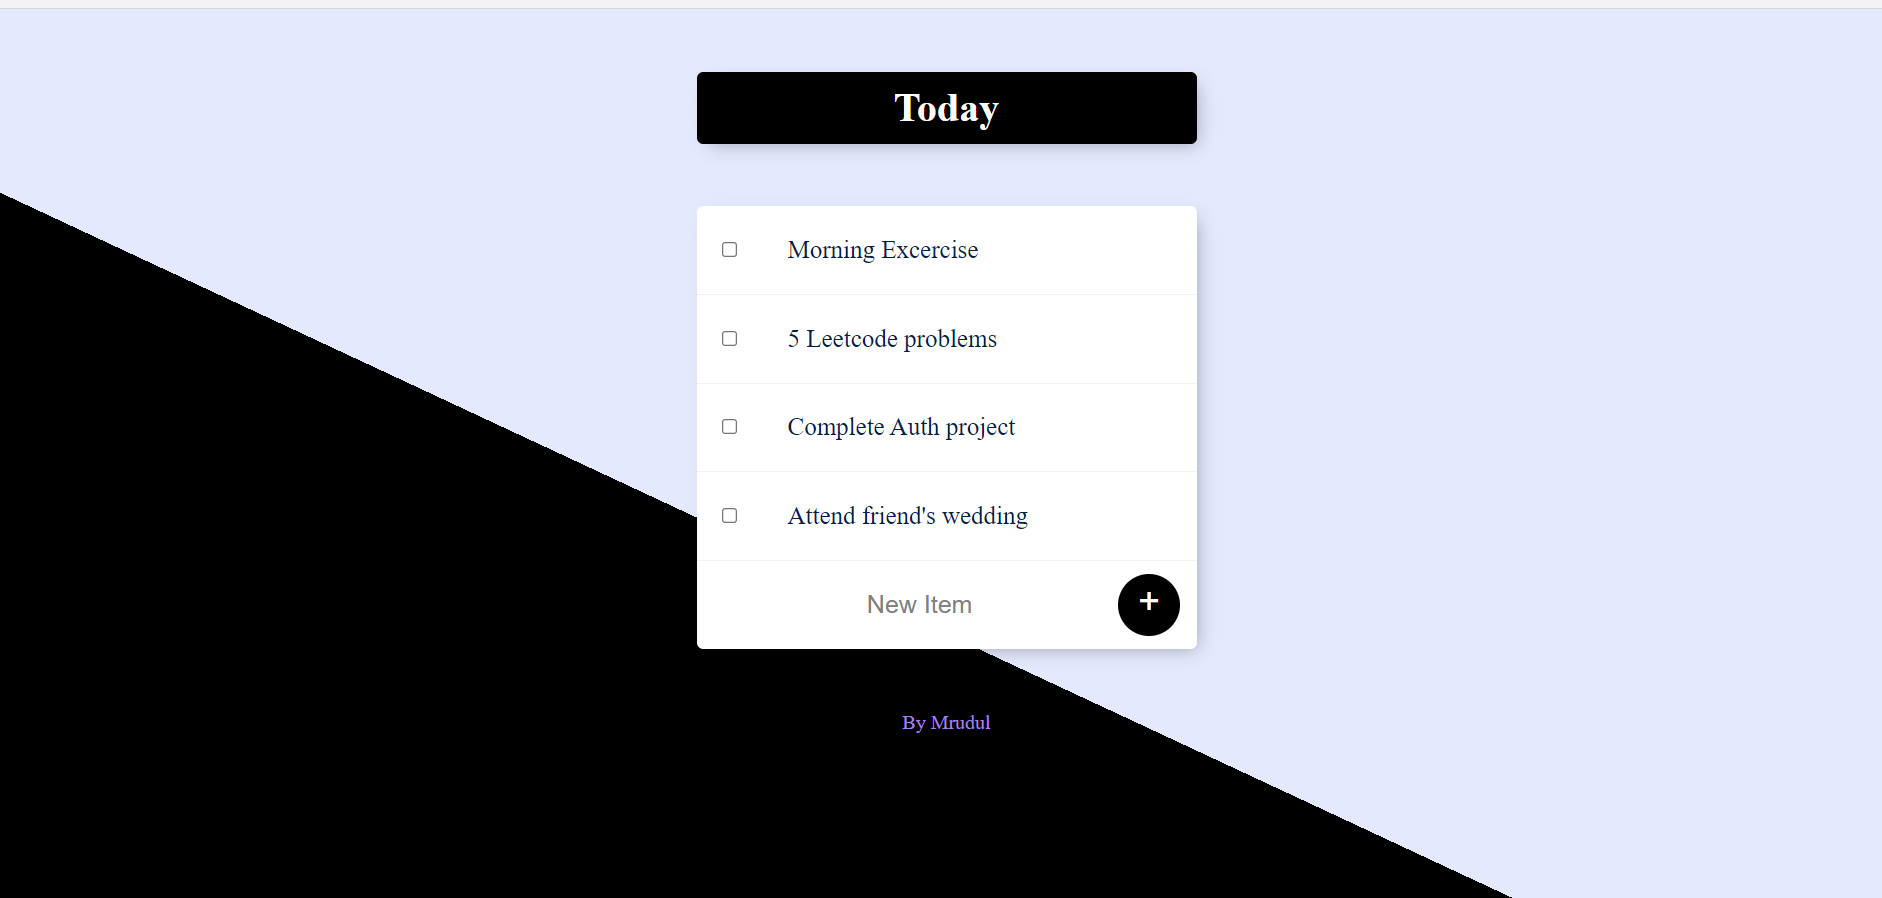 Today
Morning Excercise
5 Leetcode problems
Complete Auth project
Attend friend's wedding
New Item
+
By Mrudul